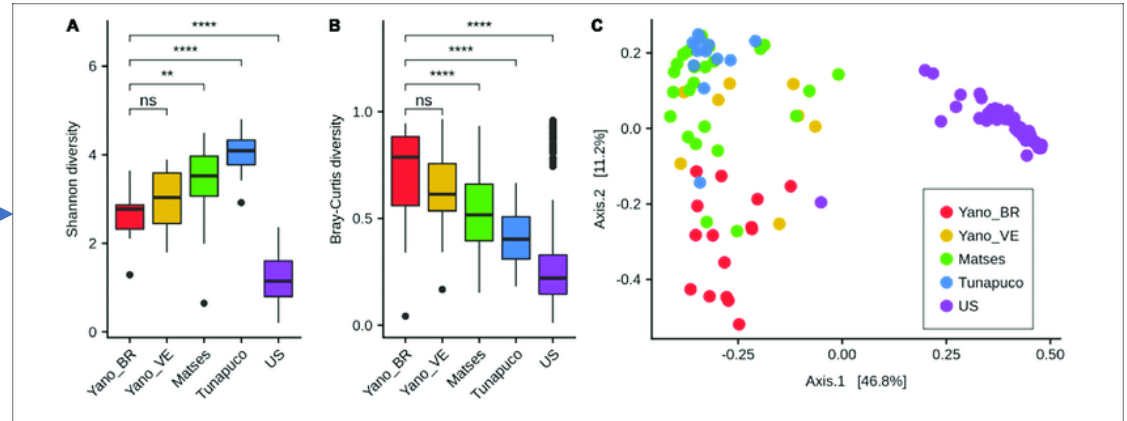 A
Shannon diversity
6
4
2
0
****
****
**
ns
Yano_BR
Yano_VE
Matses
Tunapuco
US
B
Bray-Curtis diversity
1.0
0.5
0.0
****
****
****
ns
Yano_BR
Yano_VE
Matses
Tunapuco
US
C
Axis.2 [11.2%]
0.2
0.0
-0.2
-0.4
-0.25
0.00
0.25
0.50
Axis.1 [46.8%]
Yano_BR
Yano_VE
Matses
Tunapuco
US